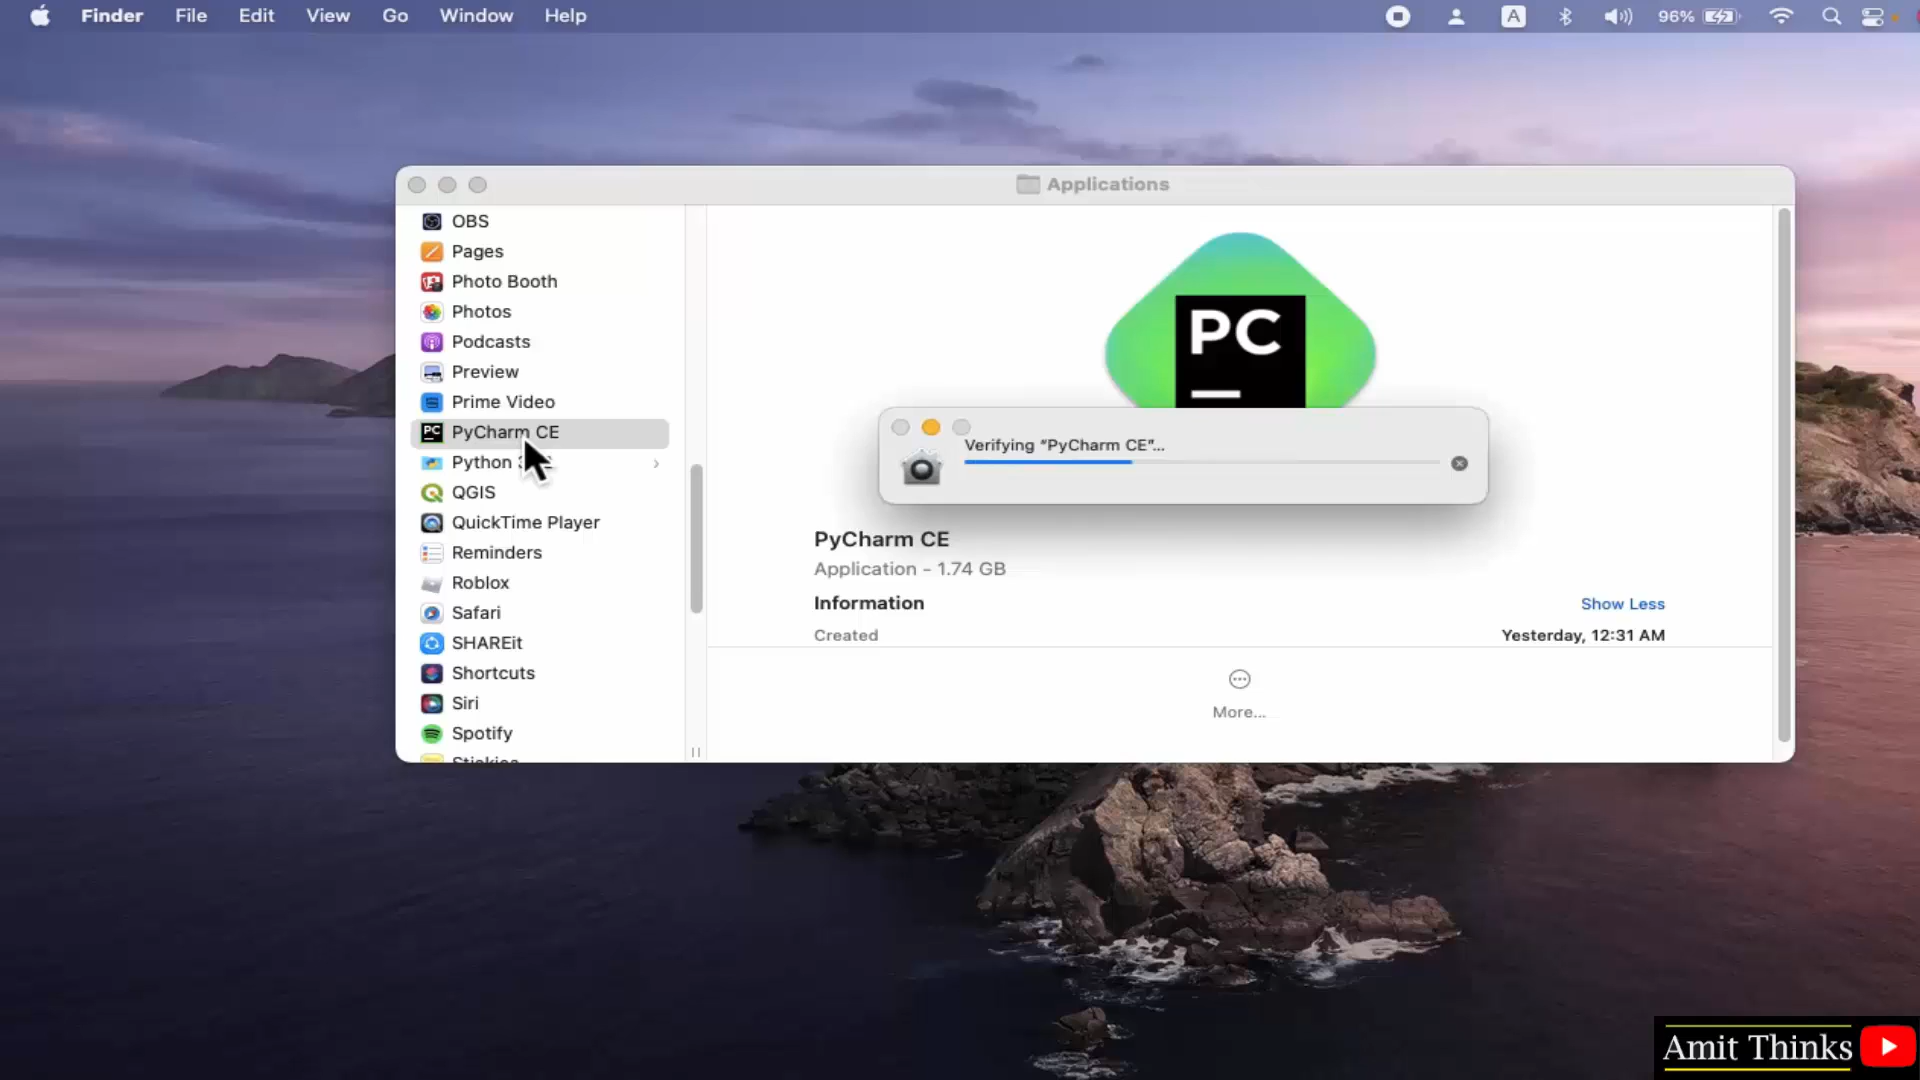 Finder File Edit View Go Window Help A 96%
Applications
OBS
Pages
Photo Booth
Photos
Podcasts
Preview
Prime Video
PyCharm CE
Python
QGIS
QuickTime Player
Reminders
Roblox
Safari
SHAREit
Shortcuts
Siri
Spotify
Stickies
PC
PC
Verifying “PyCharm CE”...
PyCharm CE
Application - 1.74 GB
Information Show Less
Created Yesterday, 12:31 AM
More...
Amit Thinks